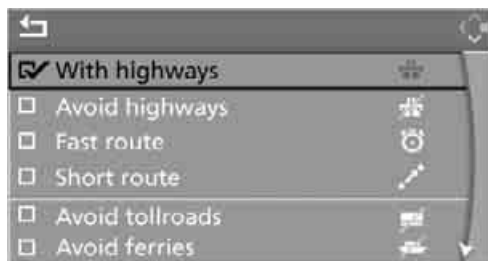 With highways
Avoid highways
Fast route
Short route
Avoid tollroads
Avoid ferries